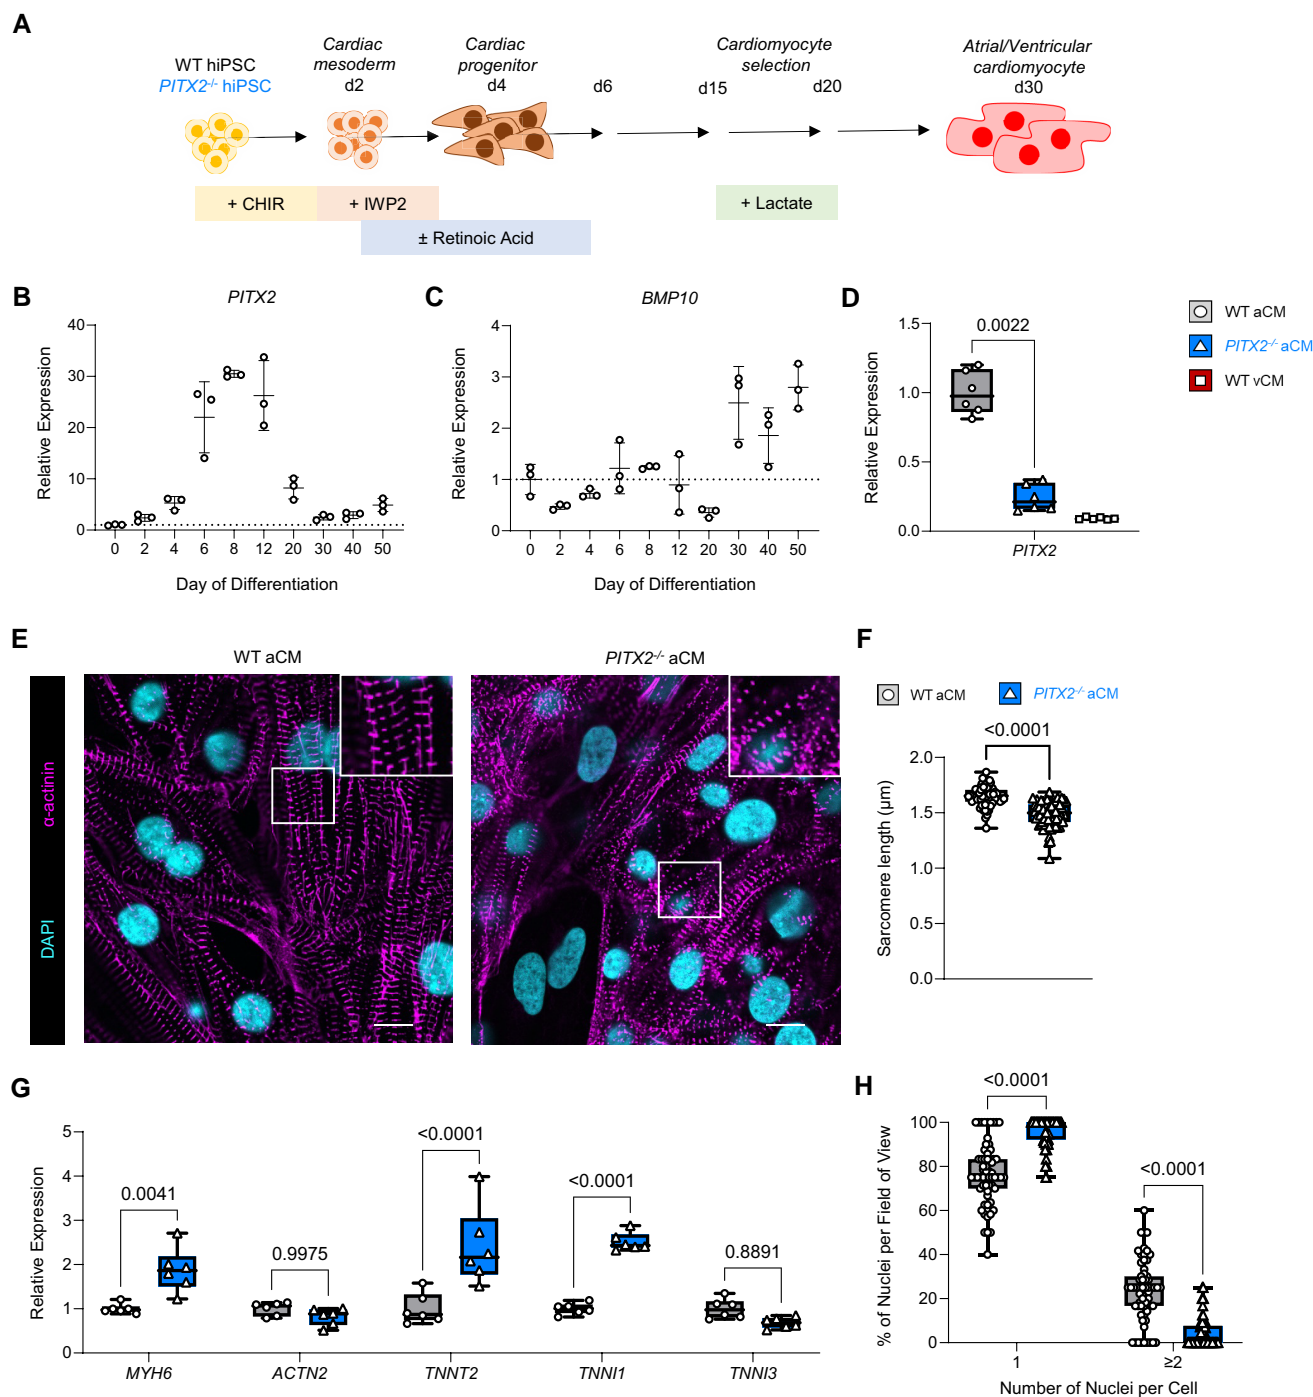 A
WT hiPSC
PITX2-/- hiPSC
Cardiac
mesoderm
d2
Cardiac
progenitor
d4
d6
d15
Cardiomyocyte
selection
d20
Atrial/Ventricular
cardiomyocyte
d30
+ CHIR
+ IWP2
+ Lactate
± Retinoic Acid
B
PITX2
Relative Expression
40
30
20
10
0
0 2 4 6 8 12 20 30 40 50
Day of Differentiation
C
BMP10
Relative Expression
4
3
2
1
0
0 2 4 6 8 12 20 30 40 50
Day of Differentiation
D
Relative Expression
1.5
1.0
0.5
0.0
0.0022
PITX2
WT aCM
PITX2-/- aCM
WT vCM
E
WT aCM
PITX2-/- aCM
α-actinin
DAPI
F
WT aCM
PITX2-/- aCM
<0.0001
Sarcomere length (µm)
2.0
1.5
1.0
0.5
0.0
G
Relative Expression
5
4
3
2
1
0
0.0041
0.9975
<0.0001
<0.0001
0.8891
MYH6 ACTN2 TNNT2 TNNI1 TNNI3
H
% of Nuclei per Field of View
100
80
60
40
20
0
<0.0001
<0.0001
1 ≥2
Number of Nuclei per Cell